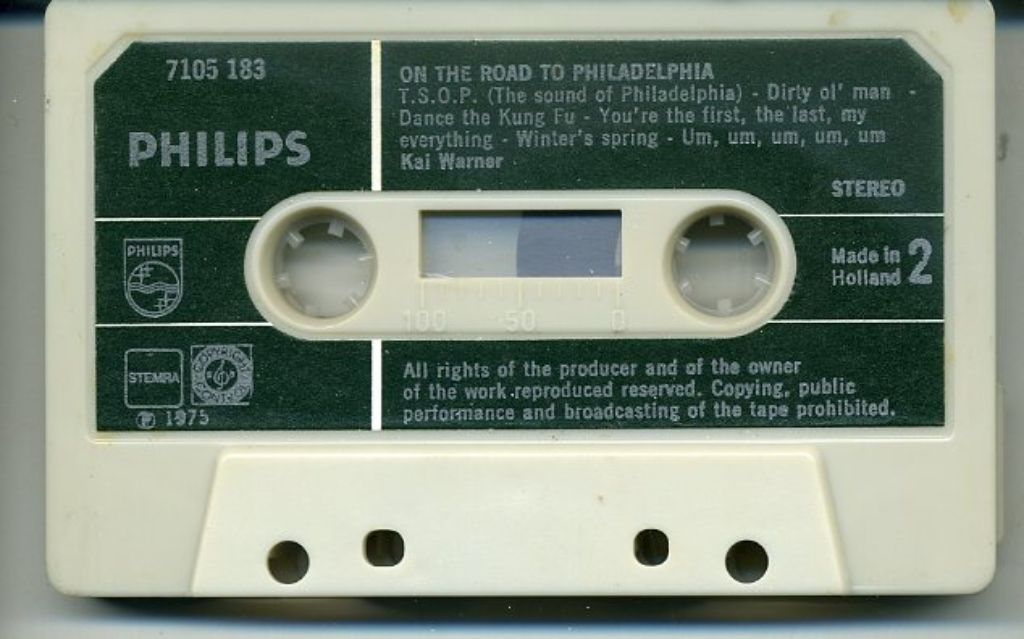 7105 183
PHILIPS
ON THE ROAD TO PHILADELPHIA
T.S.O.P. (The sound of Philadelphia) - Dirty ol' man -
Dance the Kung Fu - You're the first, the last, my
everything - Winter's spring - Um, um, um, um, um
Kai Warner
STEREO
PHILIPS
Made in
Holland
2
100 50 0
STEMRA
COPYRIGHT
CONTROL
Ⓟ 1975
All rights of the producer and of the owner
of the work reproduced reserved. Copying, public
performance and broadcasting of the tape prohibited.